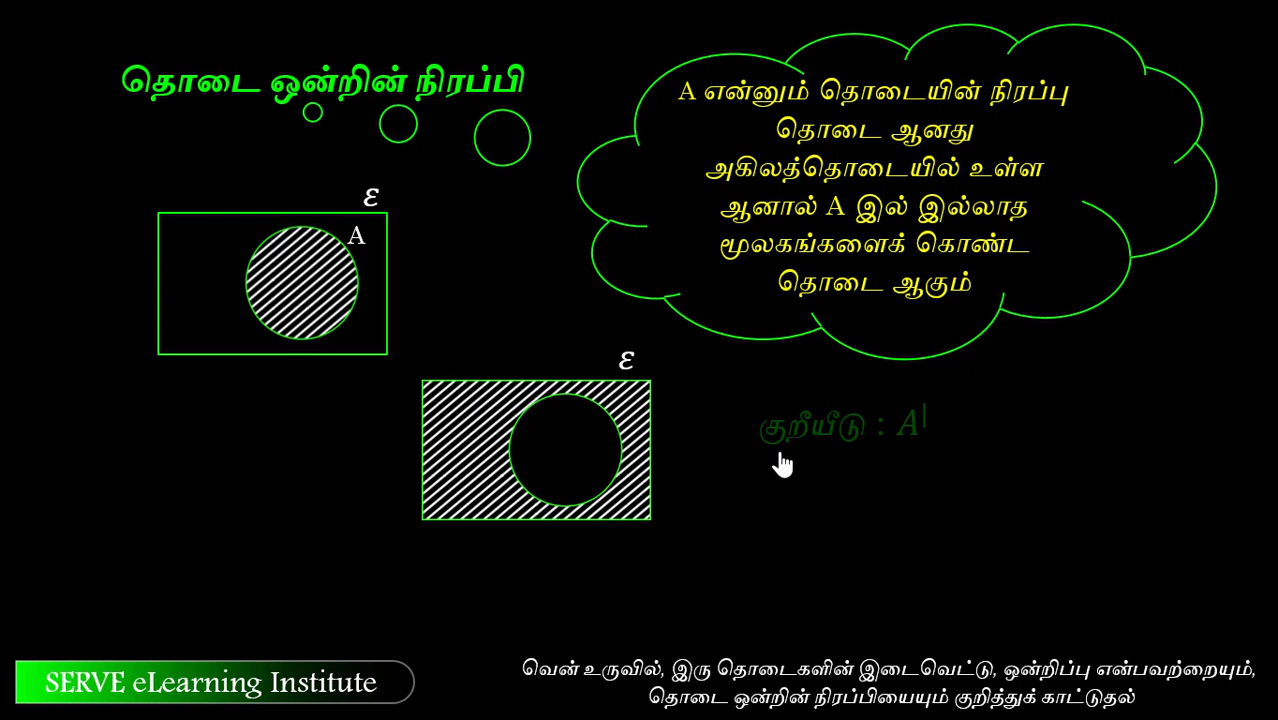 தொடை ஒன்றின் நிரப்பி
A என்னும் தொடையின் நிரப்பு
தொடை ஆனது
அகிலத்தொடையில் உள்ள
ஆனால் A இல் இல்லாத
மூலகங்களைக் கொண்ட
தொடை ஆகும்
ε
A
ε
குறீயீடு : A|
SERVE eLearning Institute
வென் உருவில், இரு தொடைகளின் இடைவெட்டு, ஒன்றிப்பு என்பவற்றையும்,
தொடை ஒன்றின் நிரப்பியையும் குறித்துக் காட்டுதல்